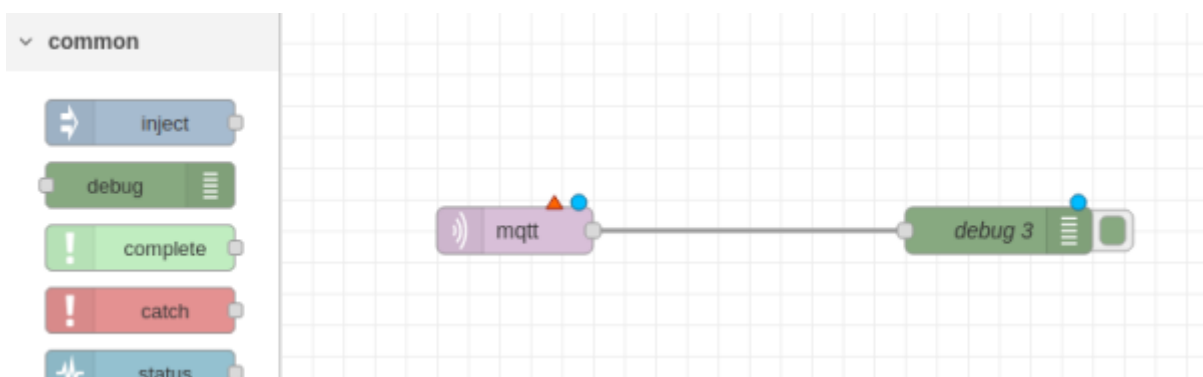 common
inject
debug
complete
catch
status
mqtt
debug 3